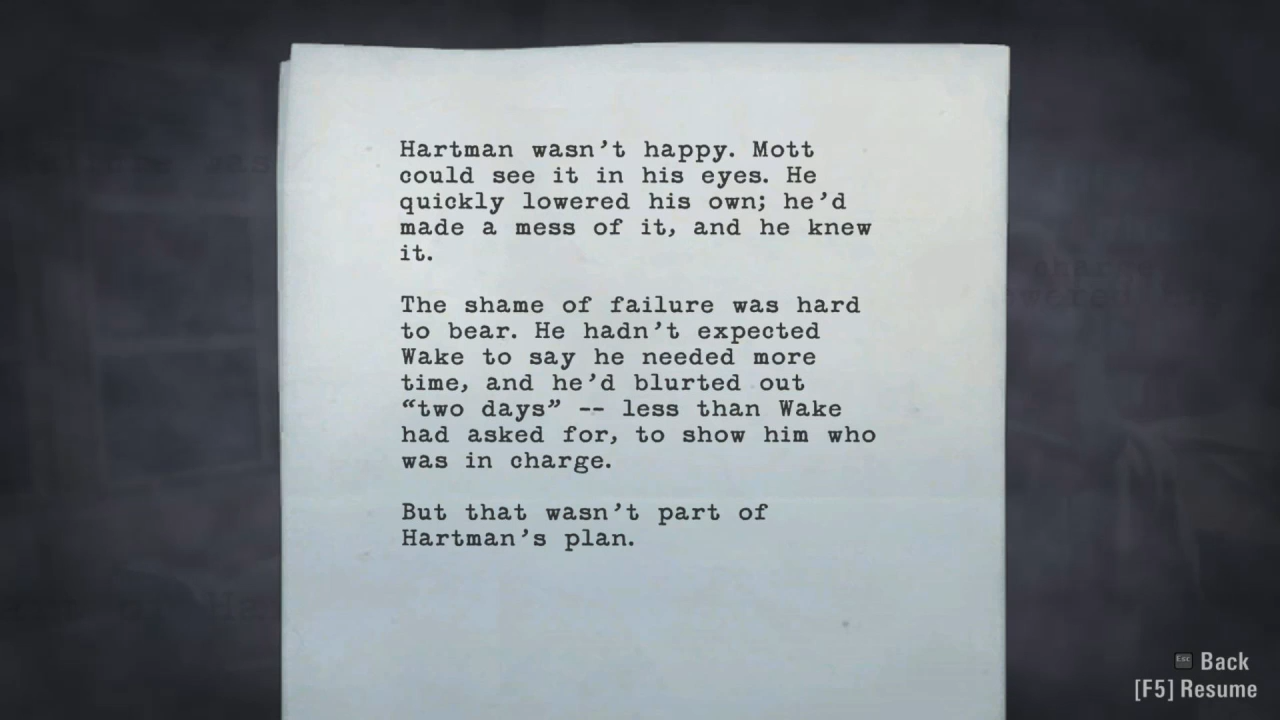 Hartman wasn’t happy. Mott
could see it in his eyes. He
quickly lowered his own; he’d
made a mess of it, and he knew
it.
The shame of failure was hard
to bear. He hadn’t expected
Wake to say he needed more
time, and he’d blurted out
“two days” -- less than Wake
had asked for, to show him who
was in charge.
But that wasn’t part of
Hartman’s plan.
Esc Back
[F5] Resume